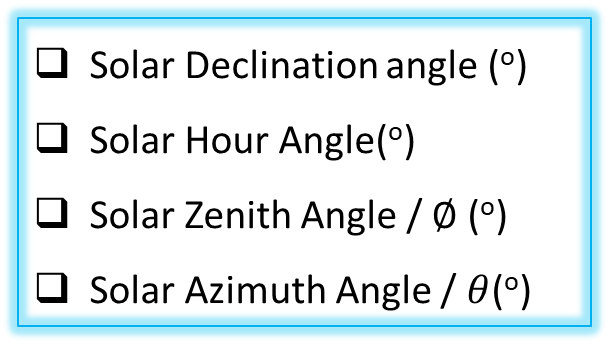 ❑ Solar Declination angle (º)
❑ Solar Hour Angle(º)
❑ Solar Zenith Angle / Ø (º)
❑ Solar Azimuth Angle / θ(º)